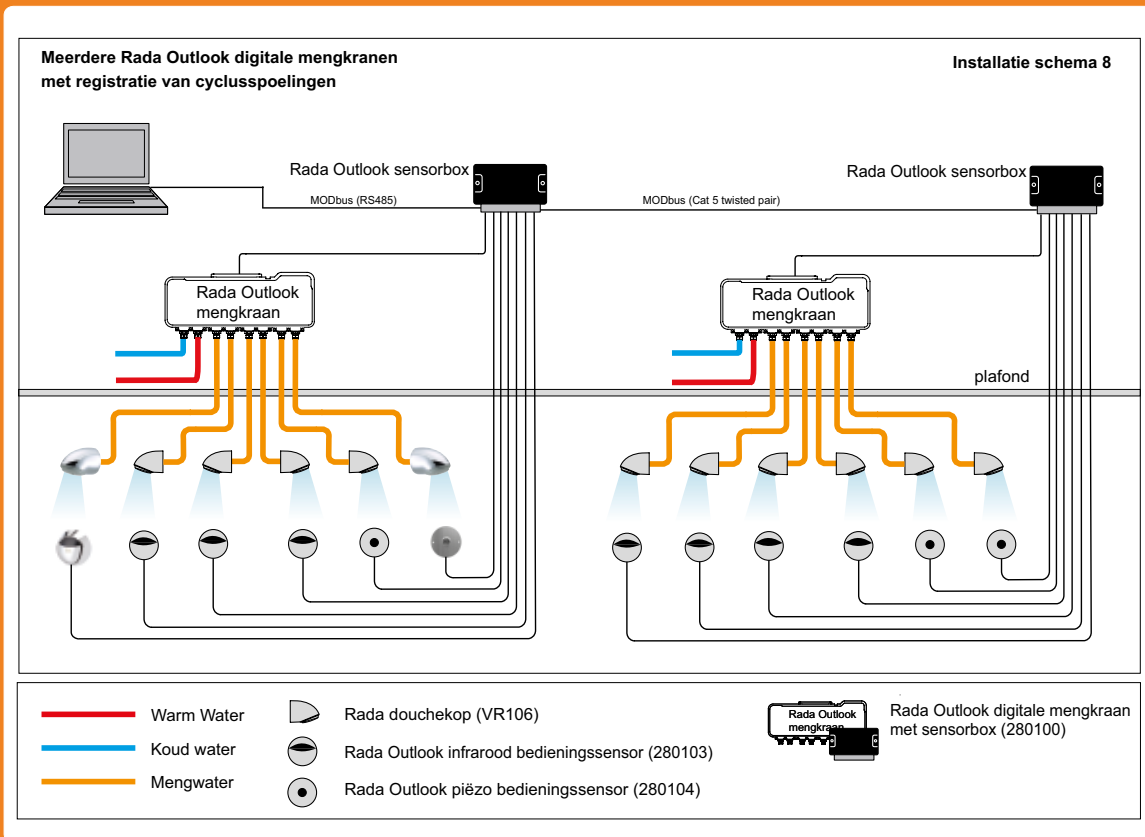 Meerdere Rada Outlook digitale mengkranen
met registratie van cyclusspoelingen
Installatie schema 8
Rada Outlook sensorbox
Rada Outlook sensorbox
MODbus (RS485)
MODbus (Cat 5 twisted pair)
Rada Outlook
mengkraan
Rada Outlook
mengkraan
plafond
Warm Water
Koud water
Mengwater
Rada douchekop (VR106)
Rada Outlook infrarood bedieningssensor (280103)
Rada Outlook piëzo bedieningssensor (280104)
Rada Outlook
mengkraan
Rada Outlook digitale mengkraan
met sensorbox (280100)